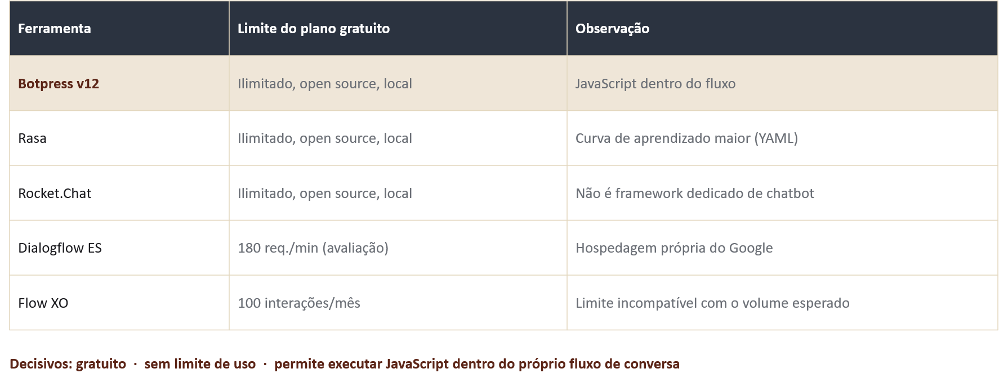 Ferramenta Limite do plano gratuito Observação
Botpress v12 Ilimitado, open source, local JavaScript dentro do fluxo
Rasa Ilimitado, open source, local Curva de aprendizado maior (YAML)
Rocket.Chat Ilimitado, open source, local Não é framework dedicado de chatbot
Dialogflow ES 180 req./min (avaliação) Hospedagem própria do Google
Flow XO 100 interações/mês Limite incompatível com o volume esperado
Decisivos: gratuito · sem limite de uso · permite executar JavaScript dentro do próprio fluxo de conversa